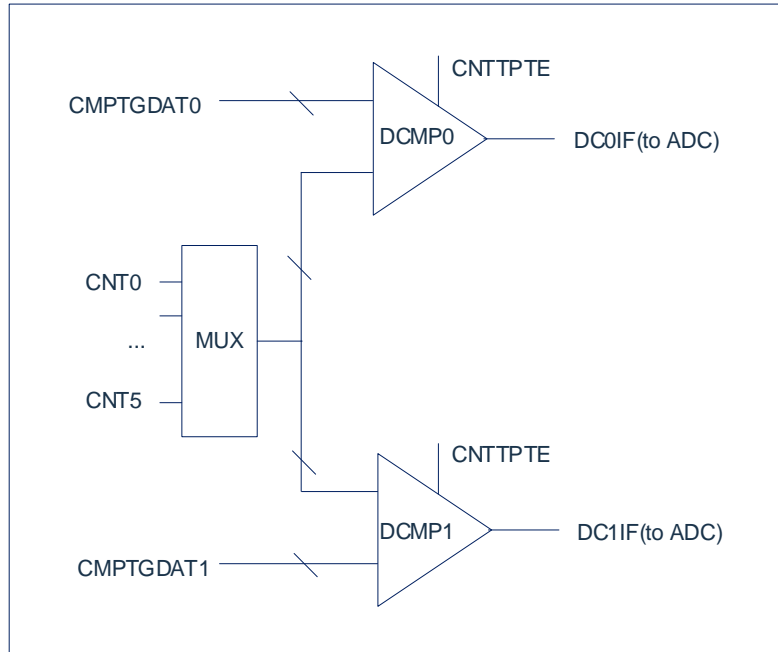 CNTTPTE
CMPTGDAT0
DCMP0
DC0IF(to ADC)
CNT0
...
MUX
CNT5
CNTTPTE
DCMP1
DC1IF(to ADC)
CMPTGDAT1